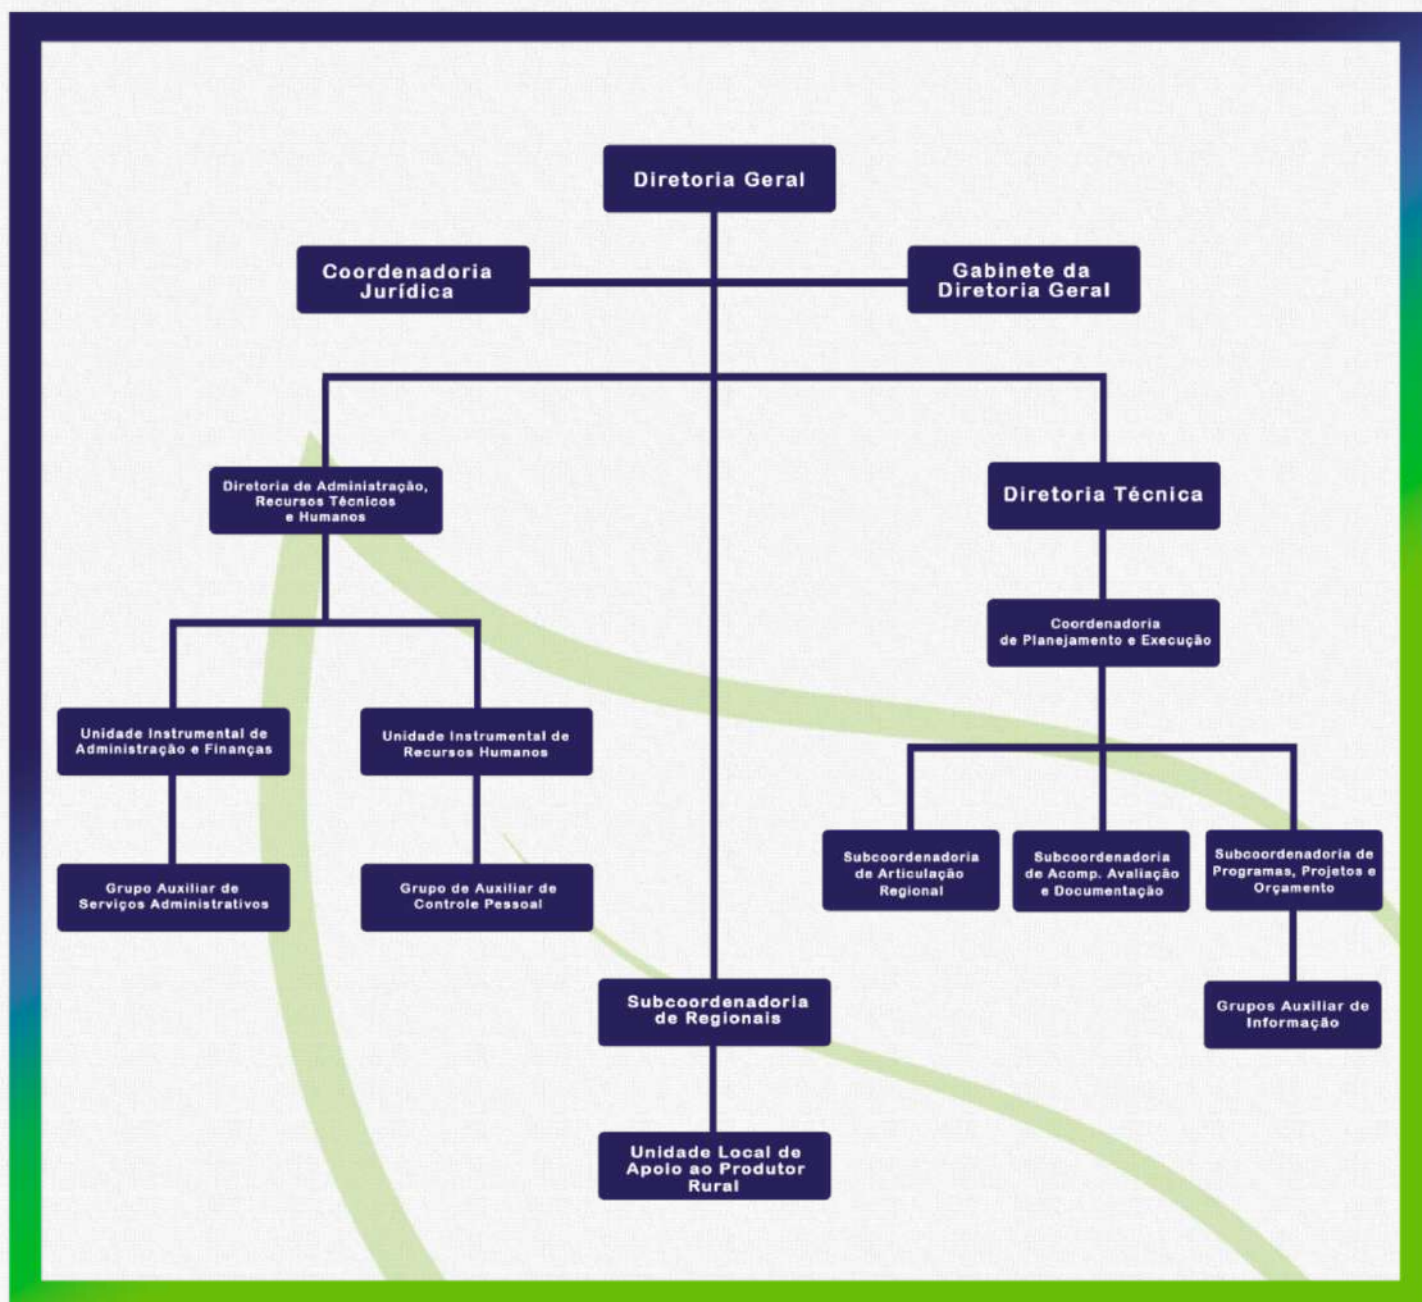 Diretoria Geral
Coordenadoria
Jurídica
Gabinete da
Diretoria Geral
Diretoria de Administração,
Recursos Técnicos
e Humanos
Diretoria Técnica
Coordenadoria
de Planejamento e Execução
Unidade Instrumental de
Administração e Finanças
Unidade Instrumental de
Recursos Humanos
Subcoordenadoria
de Articulação
Regional
Subcoordenadoria
de Acomp. Avaliação
e Documentação
Subcoordenadoria de
Programas, Projetos e
Orçamento
Grupo Auxiliar de
Serviços Administrativos
Grupo de Auxiliar de
Controle Pessoal
Subcoordenadoria
de Regionais
Grupos Auxiliar de
Informação
Unidade Local de
Apoio ao Produtor
Rural